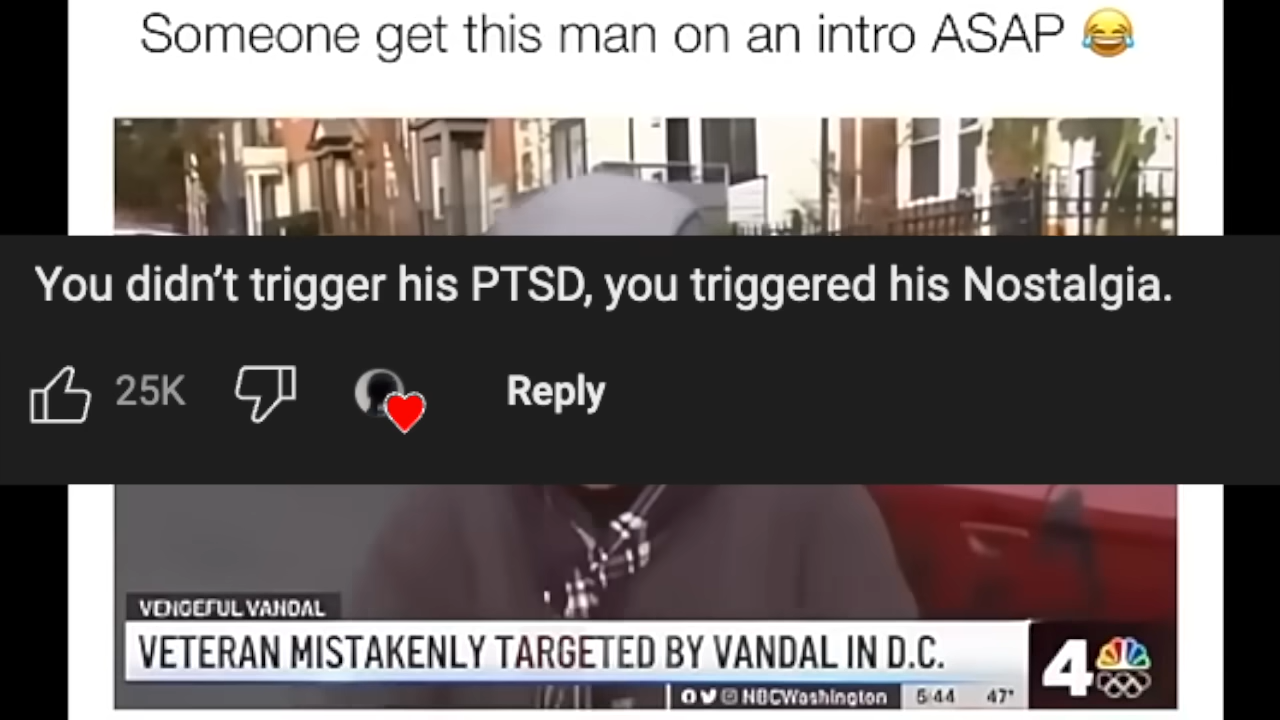 Someone get this man on an intro ASAP 😂
You didn’t trigger his PTSD, you triggered his Nostalgia.
25K
Reply
VENGEFUL VANDAL
VETERAN MISTAKENLY TARGETED BY VANDAL IN D.C.
4
NBCWashington 5:44 47°